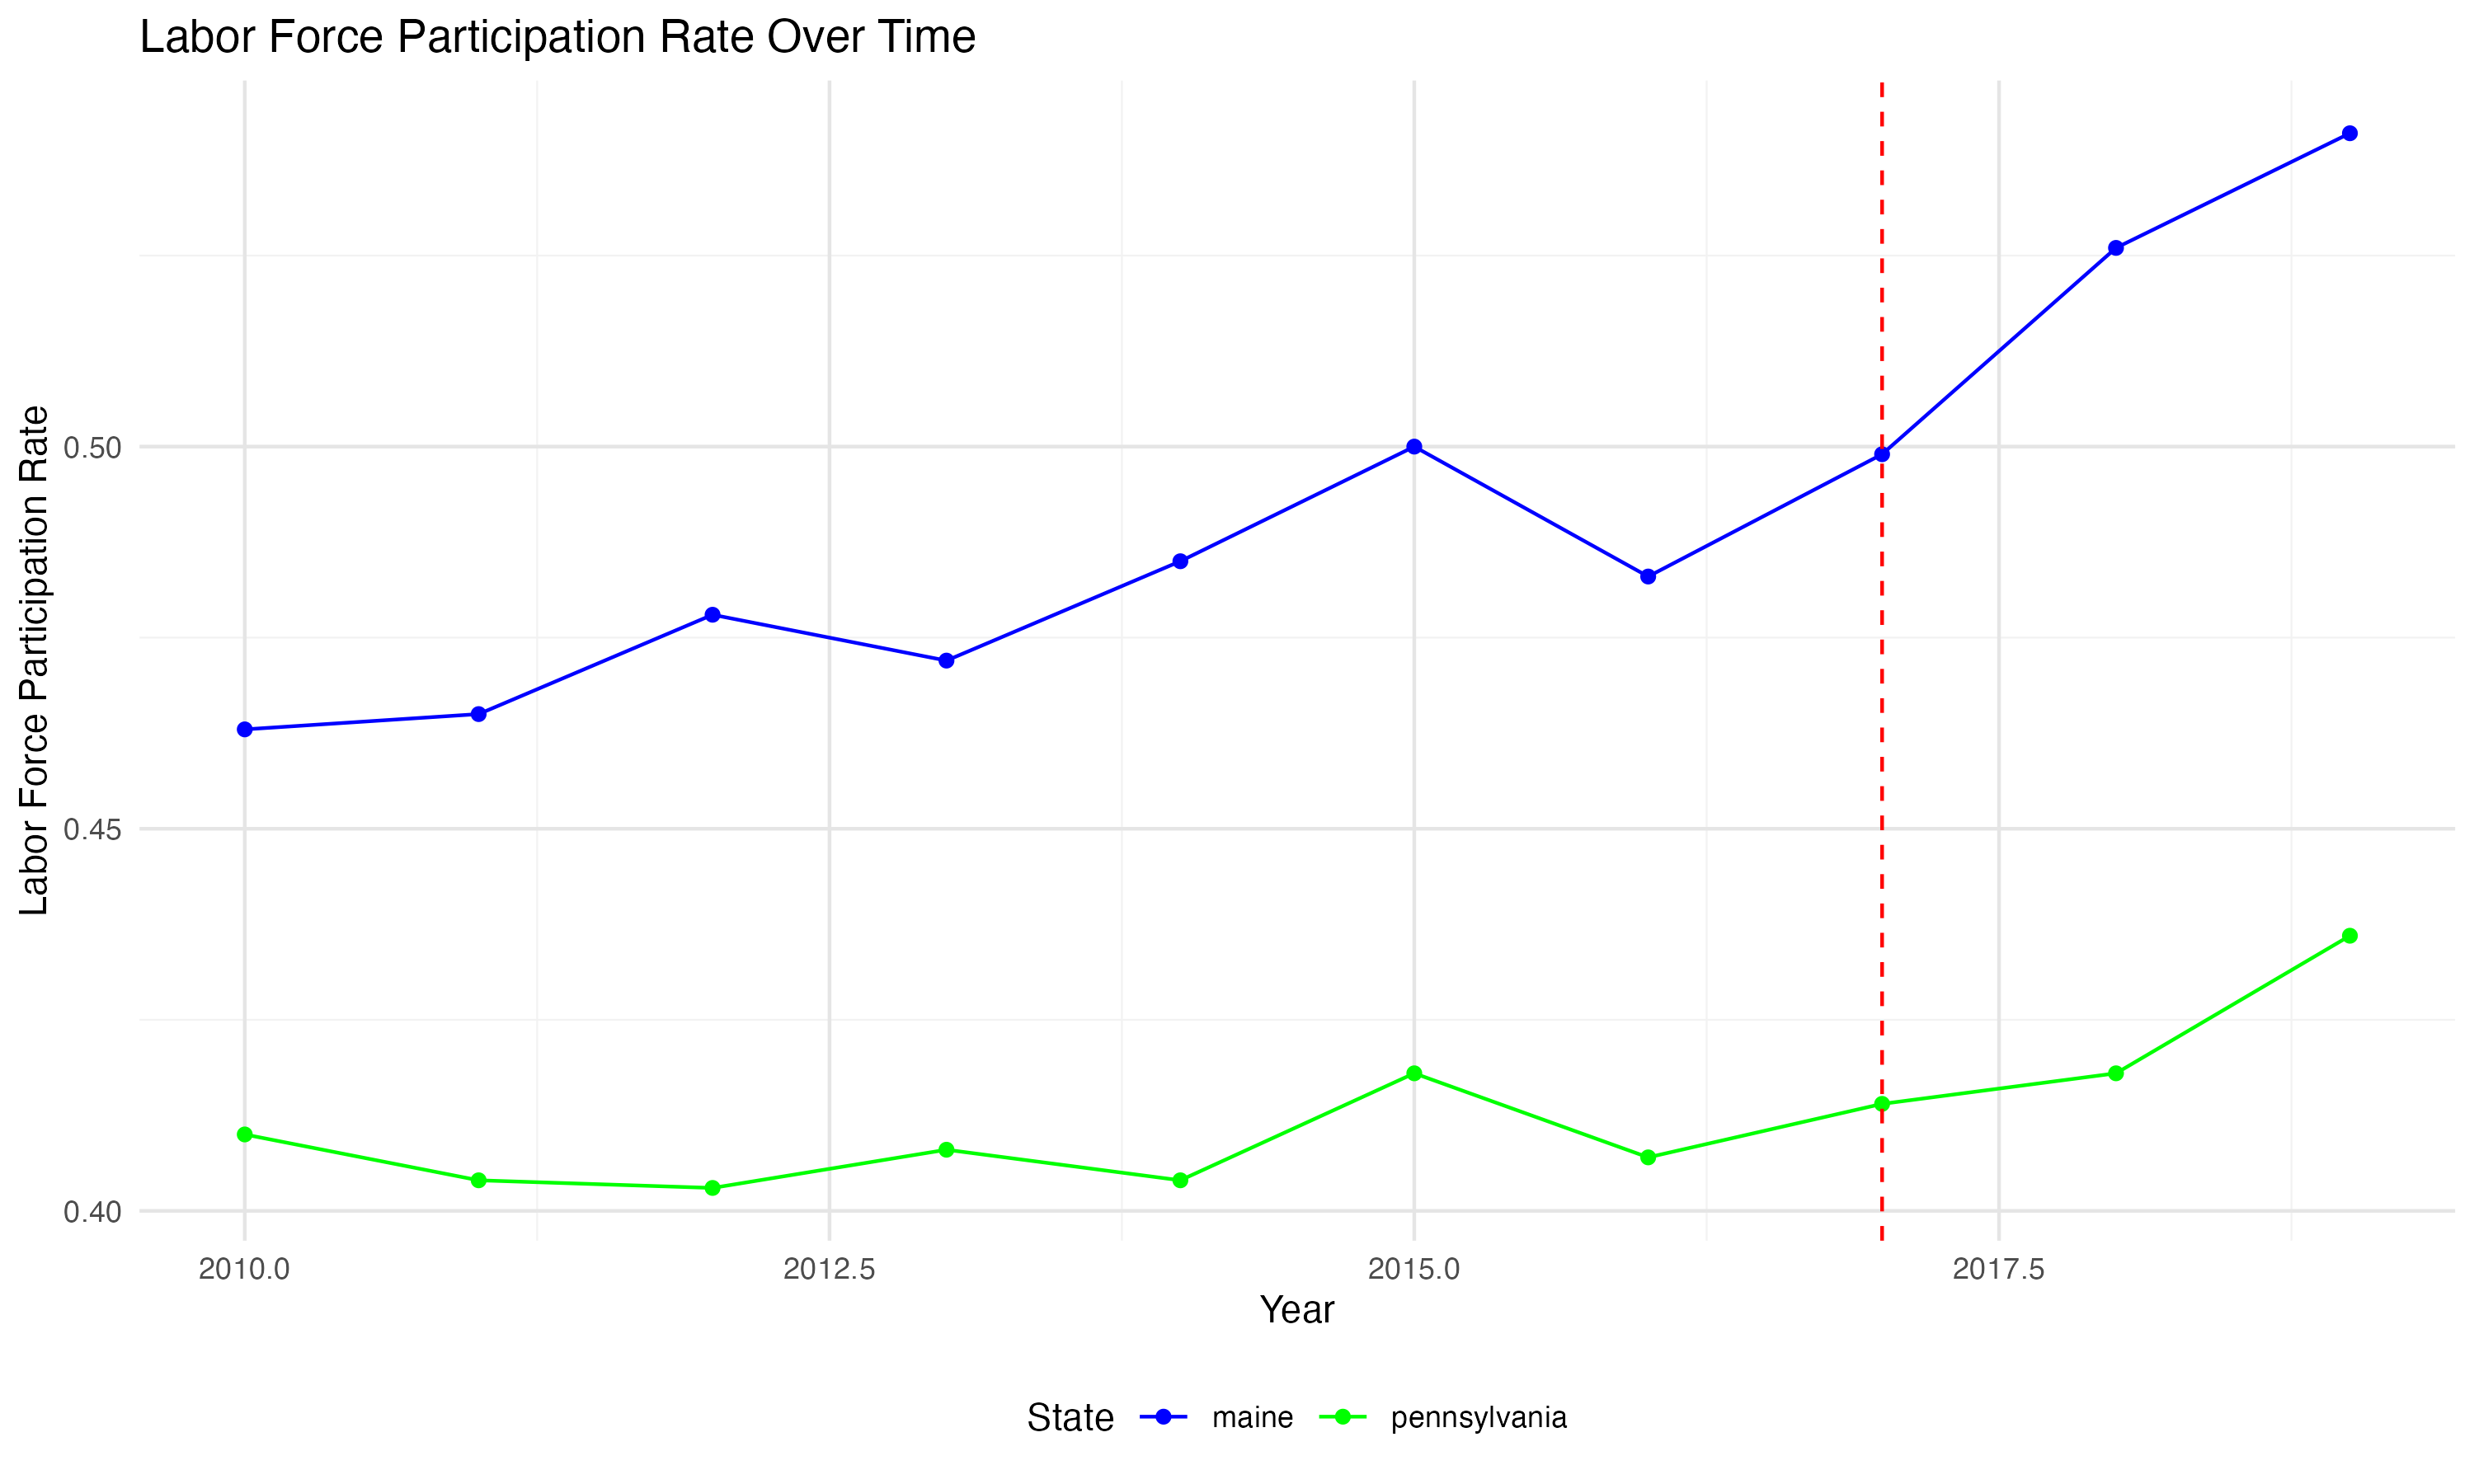 Labor Force Participation Rate Over Time
Labor Force Participation Rate
0.50
0.45
0.40
2010.0 2012.5 2015.0 2017.5
Year
State maine pennsylvania